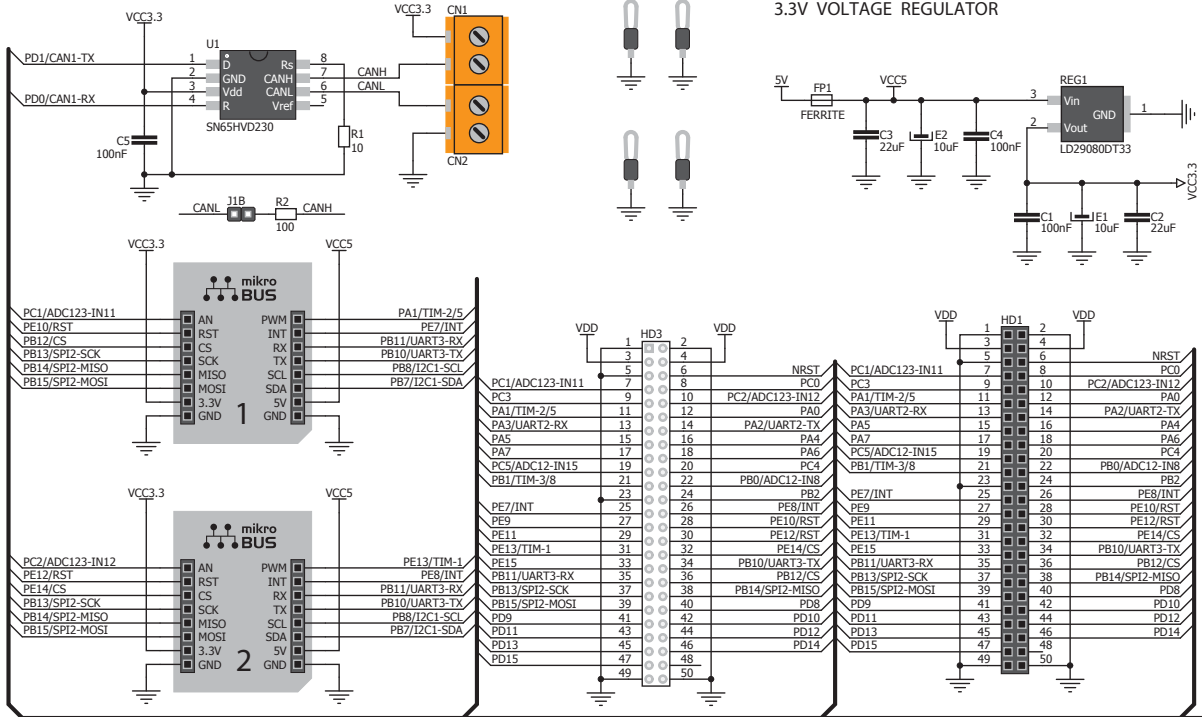 3.3V VOLTAGE REGULATOR
VCC3.3
U1
PD1/CAN1-TX
PD0/CAN1-RX
1 D Rs 8
2 GND CANH 7 CANH
3 Vdd CANL 6 CANL
4 R Vref 5
SN65HVD230
C5
100nF
R1
10
VCC3.3
CN1
CN2
CANL J1B R2 CANH
100
5V FP1 VCC5
FERRITE
C3
22uF
E2
10uF
C4
100nF
REG1
3 Vin
GND 1
2 Vout
LD29080DT33
VCC3.3
C1
100nF
E1
10uF
C2
22uF
VCC3.3 VCC5
mikro
BUS
PC1/ADC123-IN11 AN PWM PA1/TIM-2/5
PE10/RST RST INT PE7/INT
PB12/CS CS RX PB11/UART3-RX
PB13/SPI2-SCK SCK TX PB10/UART3-TX
PB14/SPI2-MISO MISO SCL PB8/I2C1-SCL
PB15/SPI2-MOSI MOSI SDA PB7/I2C1-SDA
3.3V 5V
GND 1 GND
VCC3.3 VCC5
mikro
BUS
PC2/ADC123-IN12 AN PWM PE13/TIM-1
PE12/RST RST INT PE8/INT
PE14/CS CS RX PB11/UART3-RX
PB13/SPI2-SCK SCK TX PB10/UART3-TX
PB14/SPI2-MISO MISO SCL PB8/I2C1-SCL
PB15/SPI2-MOSI MOSI SDA PB7/I2C1-SDA
3.3V 5V
GND 2 GND
VDD HD3 VDD
1 2
3 4
5 6 NRST
PC1/ADC123-IN11 7 8 PC0
PC3 9 10 PC2/ADC123-IN12
PA1/TIM-2/5 11 12 PA0
PA3/UART2-RX 13 14 PA2/UART2-TX
PA5 15 16 PA4
PA7 17 18 PA6
PC5/ADC12-IN15 19 20 PC4
PB1/TIM-3/8 21 22 PB0/ADC12-IN8
23 24 PB2
PE7/INT 25 26 PE8/INT
PE9 27 28 PE10/RST
PE11 29 30 PE12/RST
PE13/TIM-1 31 32 PE14/CS
PE15 33 34 PB10/UART3-TX
PB11/UART3-RX 35 36 PB12/CS
PB13/SPI2-SCK 37 38 PB14/SPI2-MISO
PB15/SPI2-MOSI 39 40 PD8
PD9 41 42 PD10
PD11 43 44 PD12
PD13 45 46 PD14
PD15 47 48
49 50
VDD HD1 VDD
1 2
3 4
5 6 NRST
PC1/ADC123-IN11 7 8 PC0
PC3 9 10 PC2/ADC123-IN12
PA1/TIM-2/5 11 12 PA0
PA3/UART2-RX 13 14 PA2/UART2-TX
PA5 15 16 PA4
PA7 17 18 PA6
PC5/ADC12-IN15 19 20 PC4
PB1/TIM-3/8 21 22 PB0/ADC12-IN8
23 24 PB2
PE7/INT 25 26 PE8/INT
PE9 27 28 PE10/RST
PE11 29 30 PE12/RST
PE13/TIM-1 31 32 PE14/CS
PE15 33 34 PB10/UART3-TX
PB11/UART3-RX 35 36 PB12/CS
PB13/SPI2-SCK 37 38 PB14/SPI2-MISO
PB15/SPI2-MOSI 39 40 PD8
PD9 41 42 PD10
PD11 43 44 PD12
PD13 45 46 PD14
PD15 47 48
49 50